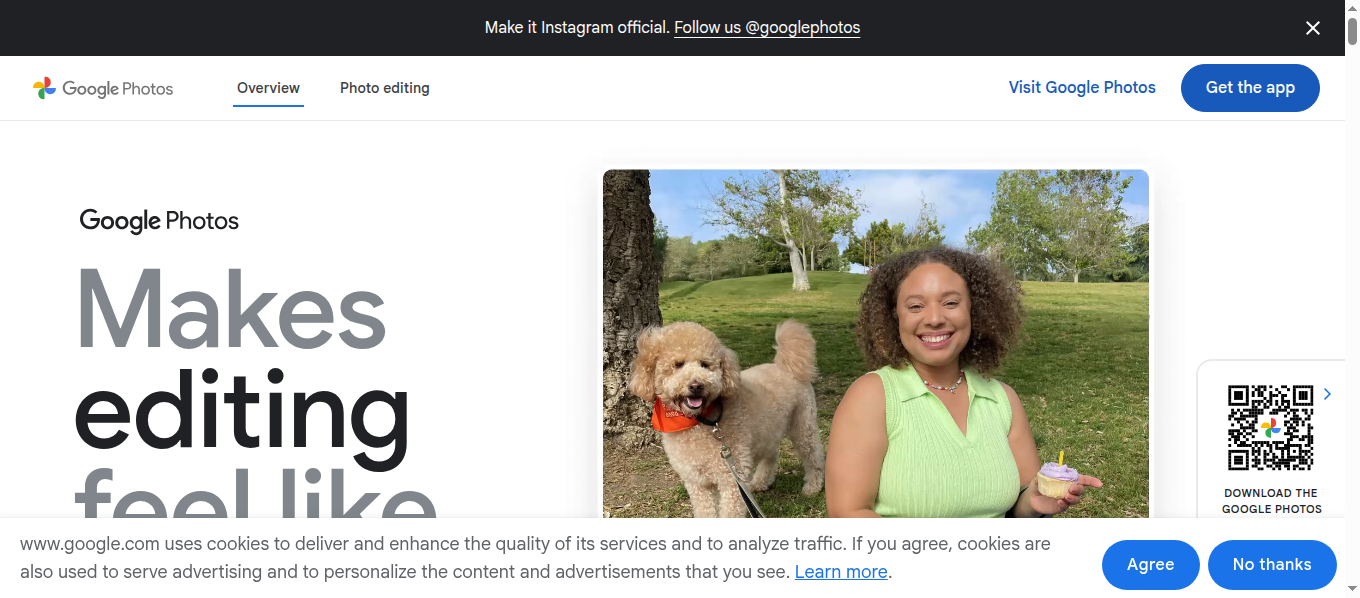 Make it Instagram official. Follow us @googlephotos
Google Photos
Overview
Photo editing
Visit Google Photos
Get the app
Google Photos
Makes
editing
feel like
DOWNLOAD THE
GOOGLE PHOTOS
www.google.com uses cookies to deliver and enhance the quality of its services and to analyze traffic. If you agree, cookies are
also used to serve advertising and to personalize the content and advertisements that you see. Learn more.
Agree
No thanks